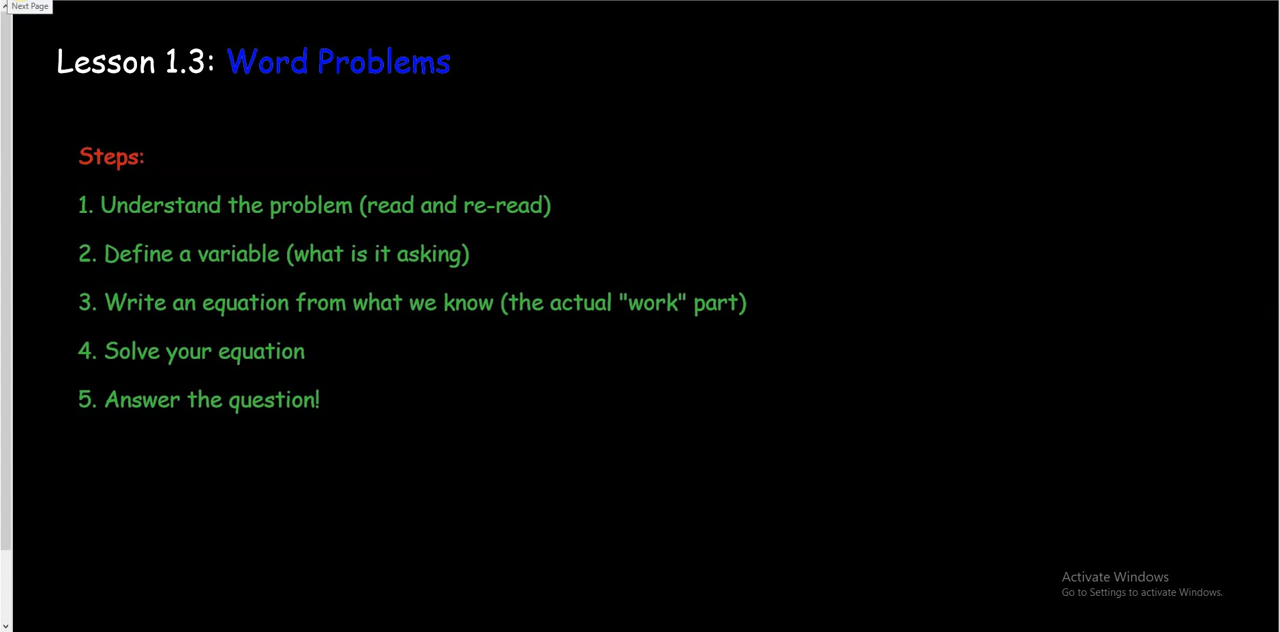 Next Page
Lesson 1.3: Word Problems
Steps:
1. Understand the problem (read and re-read)
2. Define a variable (what is it asking)
3. Write an equation from what we know (the actual "work" part)
4. Solve your equation
5. Answer the question!
Activate Windows
Go to Settings to activate Windows.